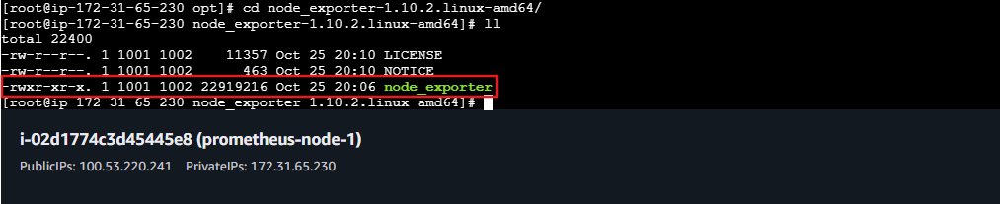 [root@ip-172-31-65-230 opt]# cd node_exporter-1.10.2.linux-amd64/
[root@ip-172-31-65-230 node_exporter-1.10.2.linux-amd64]# ll
total 22400
-rw-r--r--. 1 1001 1002    11357 Oct 25 20:10 LICENSE
-rw-r--r--. 1 1001 1002      463 Oct 25 20:10 NOTICE
-rwxr-xr-x. 1 1001 1002 22919216 Oct 25 20:06 node_exporter
[root@ip-172-31-65-230 node_exporter-1.10.2.linux-amd64]#
i-02d1774c3d45445e8 (prometheus-node-1)
PublicIPs: 100.53.220.241 PrivateIPs: 172.31.65.230